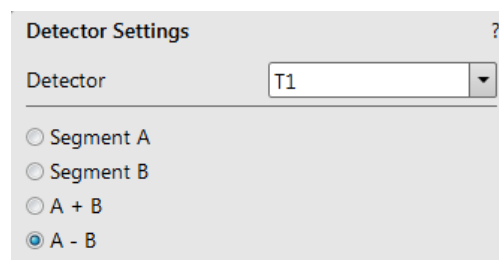 Detector Settings ?
Detector T1
Segment A
Segment B
A + B
A - B